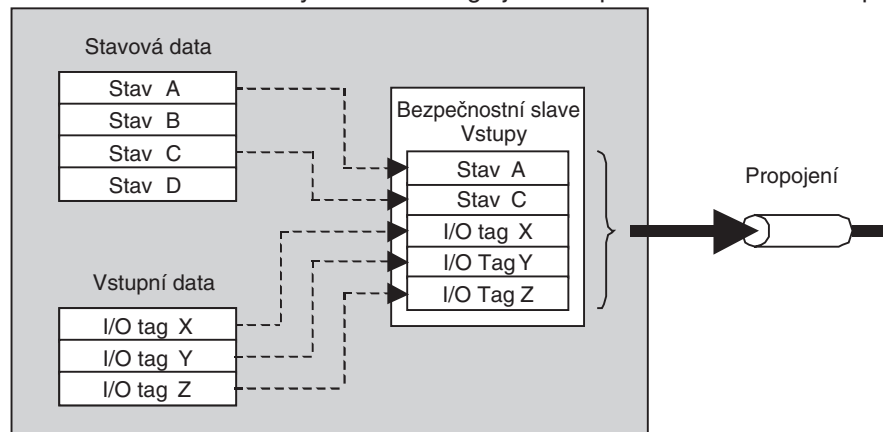 Stavová data
Stav A
Stav B
Stav C
Stav D
Vstupní data
I/O tag X
I/O tag Y
I/O tag Z
Bezpečnostní slave
Vstupy
Stav A
Stav C
I/O tag X
I/O Tag Y
I/O Tag Z
Propojení